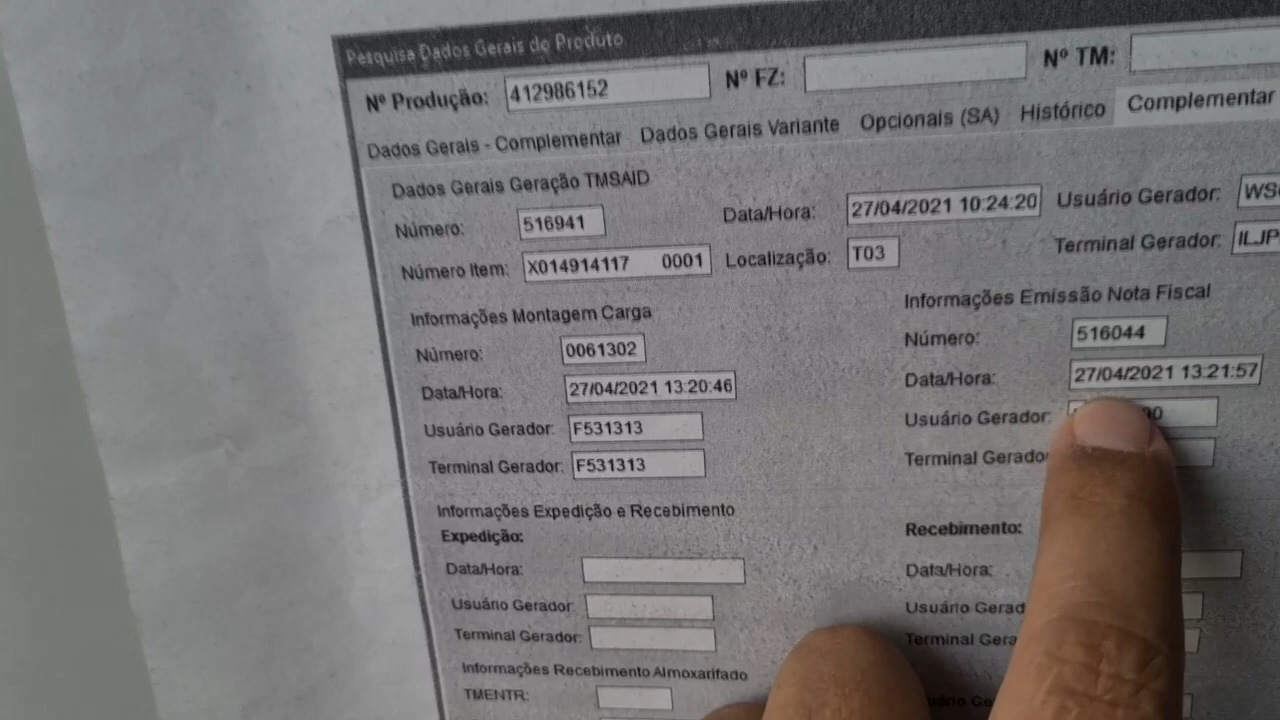 Pesquisa Dados Gerais do Produto
Nº Produção: 412986152 Nº FZ: Nº TM:
Dados Gerais - Complementar Dados Gerais Variante Opcionais (SA) Histórico Complementar
Dados Gerais Geração TMSAID
Número: 516941 Data/Hora: 27/04/2021 10:24:20 Usuário Gerador:
Número Item: X014914117 0001 Localização: T03 Terminal Gerador:
Informações Montagem Carga Informações Emissão Nota Fiscal
Número: 0061302 Número: 516044
Data/Hora: 27/04/2021 13:20:46 Data/Hora: 27/04/2021 13:21:57
Usuário Gerador: F531313 Usuário Gerador:
Terminal Gerador: F531313 Terminal
Informações Expedição e Recebimento
Expedição: Recebimento:
Data/Hora: Data/Hora:
Usuário Gerador: Usuário
Terminal Gerador: Terminal
Informações Recebimento Almoxarifado
TMENTR: